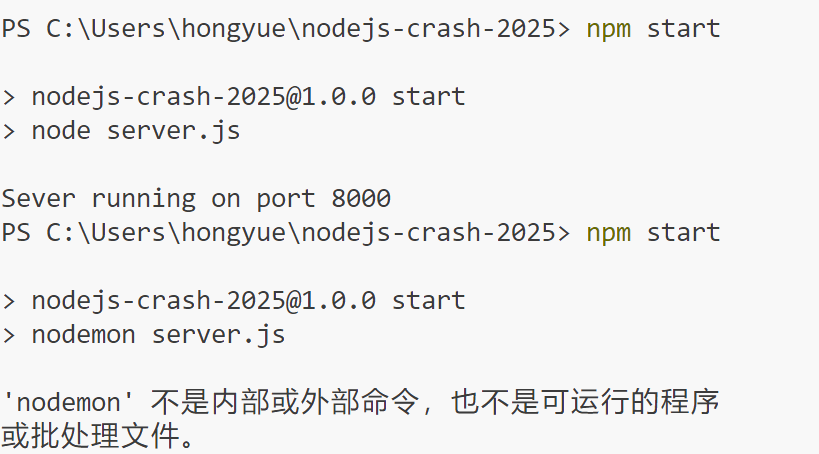 PS C:\Users\hongyue\nodejs-crash-2025> npm start
> nodejs-crash-2025@1.0.0 start
> node server.js
Sever running on port 8000
PS C:\Users\hongyue\nodejs-crash-2025> npm start
> nodejs-crash-2025@1.0.0 start
> nodemon server.js
'nodemon' 不是内部或外部命令，也不是可运行的程序
或批处理文件。